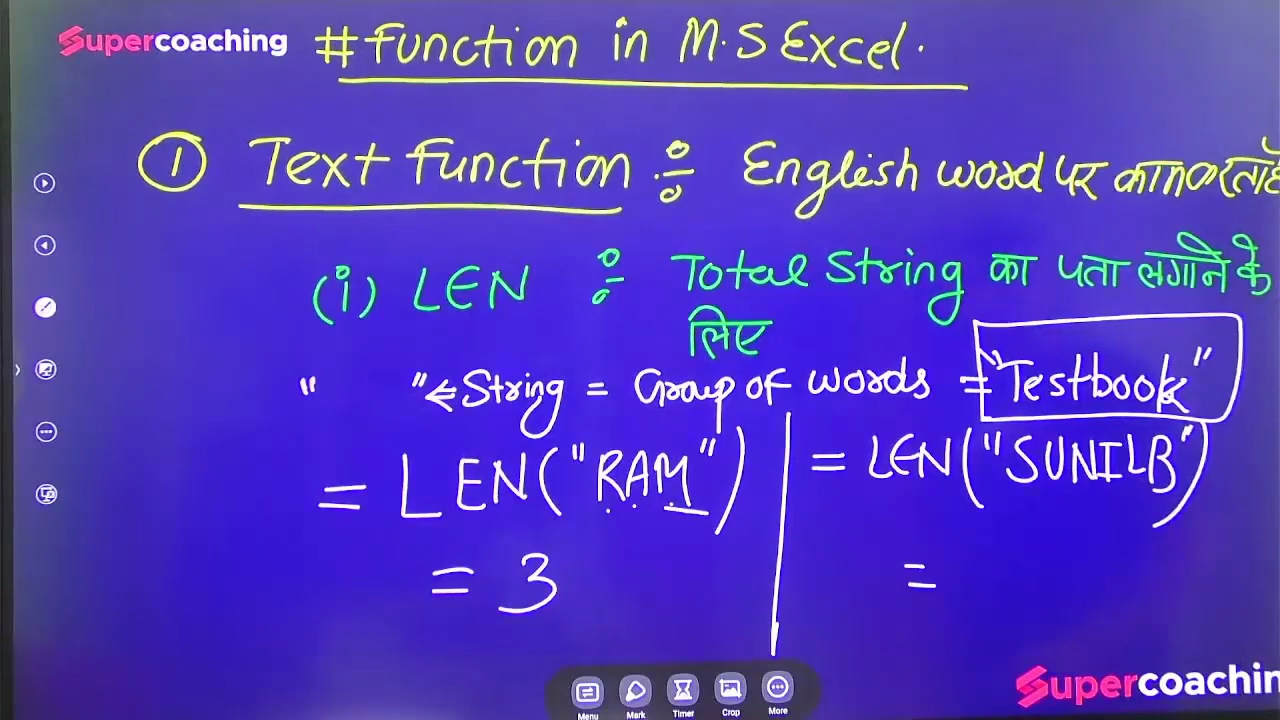 Supercoaching # function in M.S Excel.
① Text function ÷ English word पर काम करता है
(i) LEN ÷ Total String का पता लगाने के
लिए
" " ← String = Group of words = "Testbook"
= LEN("RAM") = LEN("SUNILB")
= 3 =
Menu Mark Timer Crop More
Supercoachin